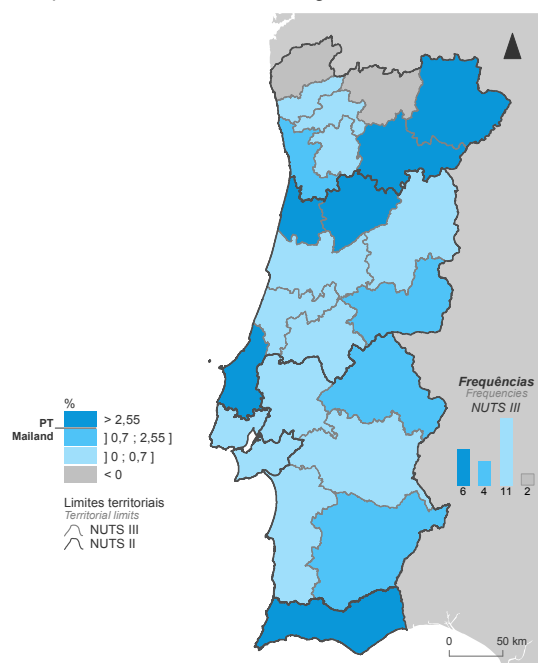 %
PT
Mailand
> 2,55
] 0,7 ; 2,55 ]
] 0 ; 0,7 ]
< 0
Limites territoriais
Territorial limits
NUTS III
NUTS II
Frequências
Frequencies
NUTS III
6 4 11 2
0 50 km